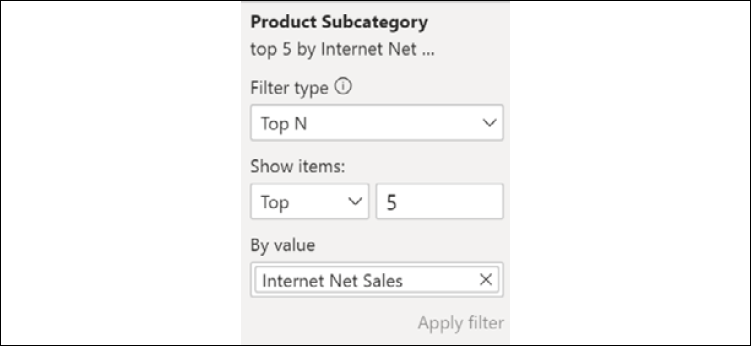 Product Subcategory
top 5 by Internet Net ...
Filter type
Top N
Show items:
Top 5
By value
Internet Net Sales
Apply filter